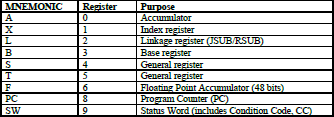 MNEMONIC Register Purpose
A 0 Accumulator
X 1 Index register
L 2 Linkage register (JSUB/RSUB)
B 3 Base register
S 4 General register
T 5 General register
F 6 Floating Point Accumulator (48 bits)
PC 8 Program Counter (PC)
SW 9 Status Word (includes Condition Code, CC)